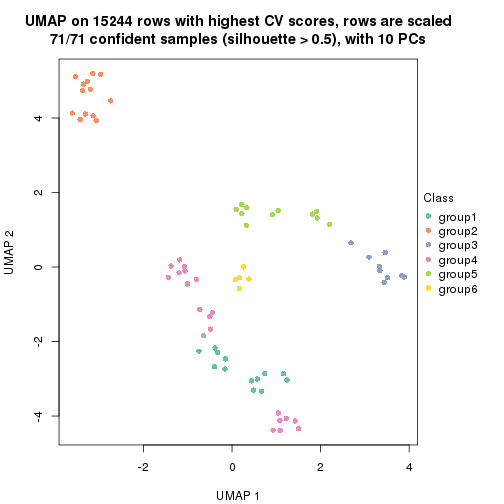 UMAP on 15244 rows with highest CV scores, rows are scaled
71/71 confident samples (silhouette > 0.5), with 10 PCs
4
2
0
-2
-4
UMAP 2
-2
0
2
4
UMAP 1
Class
group1
group2
group3
group4
group5
group6